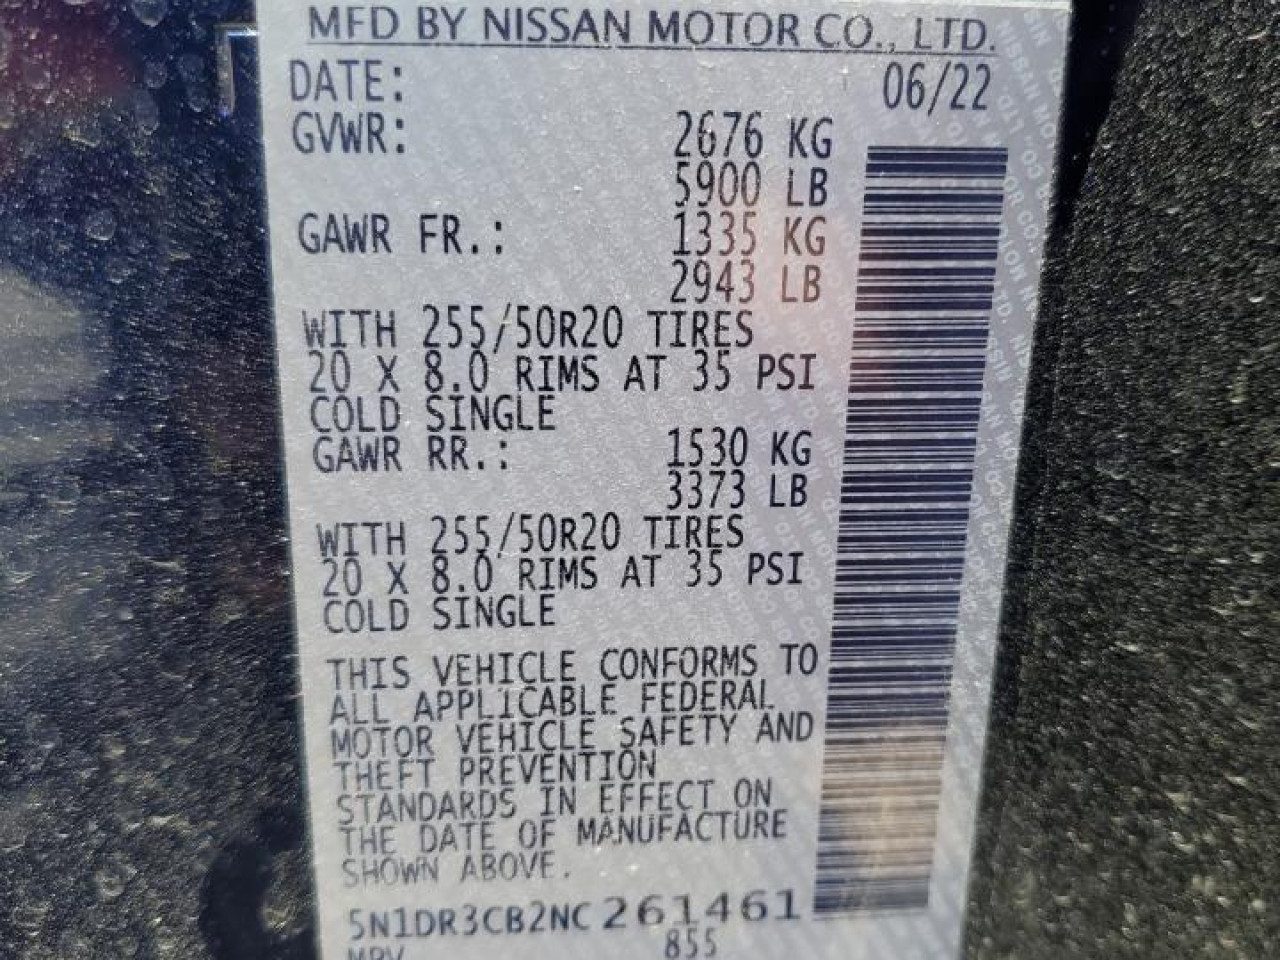 MFD BY NISSAN MOTOR CO., LTD.
DATE: 06/22
GVWR: 2676 KG
5900 LB
GAWR FR.: 1335 KG
2943 LB
WITH 255/50R20 TIRES
20 X 8.0 RIMS AT 35 PSI
COLD SINGLE
GAWR RR.: 1530 KG
3373 LB
WITH 255/50R20 TIRES
20 X 8.0 RIMS AT 35 PSI
COLD SINGLE
THIS VEHICLE CONFORMS TO
ALL APPLICABLE FEDERAL
MOTOR VEHICLE SAFETY AND
THEFT PREVENTION
STANDARDS IN EFFECT ON
THE DATE OF MANUFACTURE
SHOWN ABOVE.
5N1DR3CB2NC261461
MPV 855